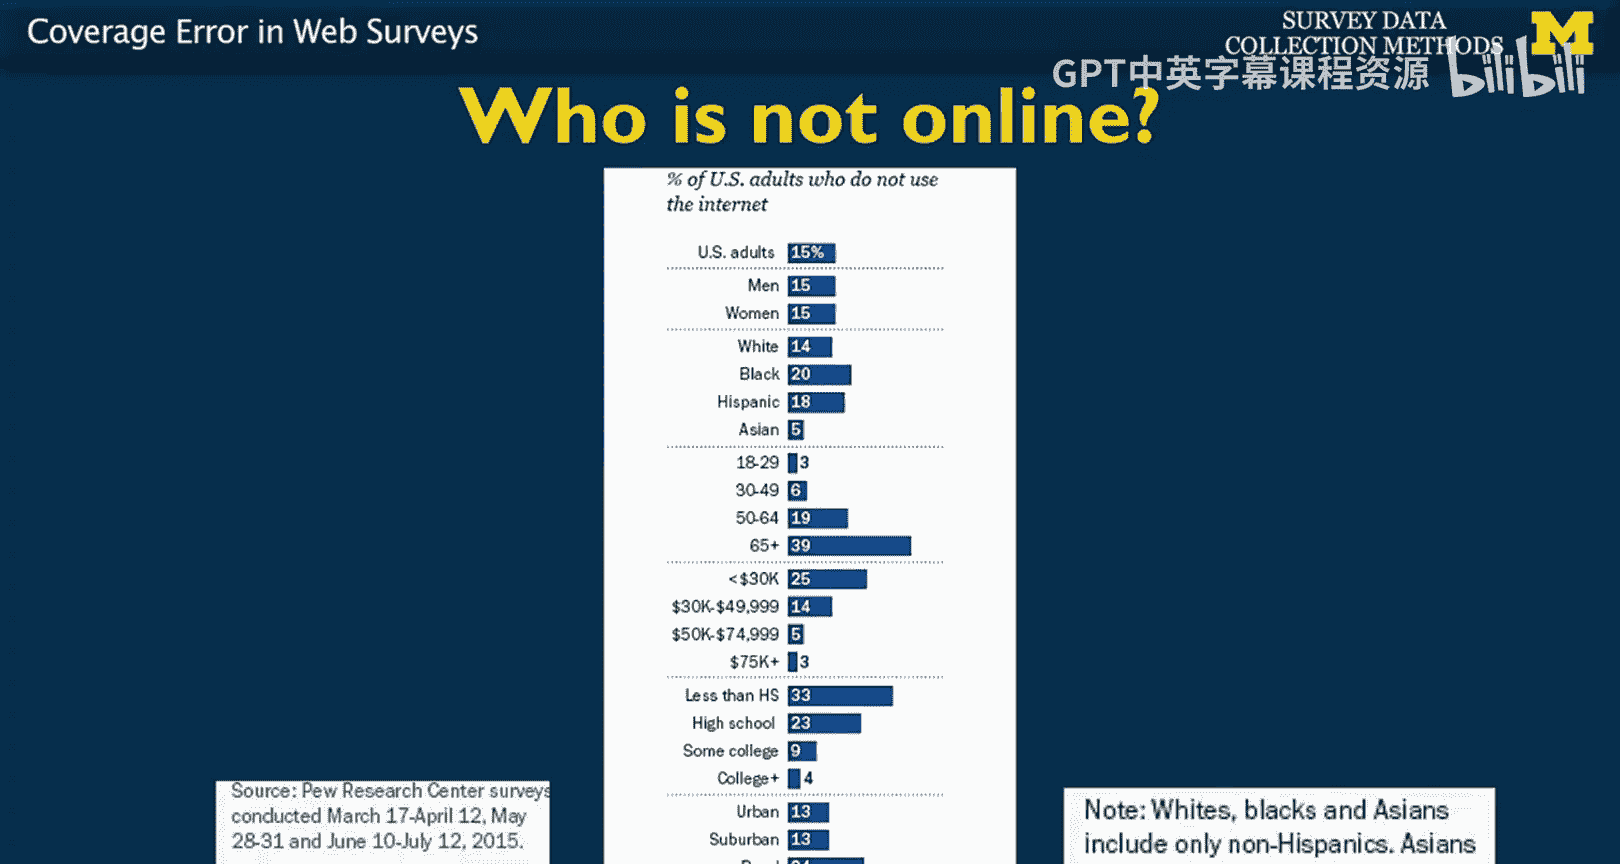 Coverage Error in Web Surveys
SURVEY DATA
COLLECTION METHODS
M
GPT中英字幕课程资源
bilibili
Who is not online?
% of U.S. adults who do not use
the internet
U.S. adults 15%
Men 15
Women 15
White 14
Black 20
Hispanic 18
Asian 5
18-29 3
30-49 6
50-64 19
65+ 39
<$30K 25
$30K-$49,999 14
$50K-$74,999 5
$75K+ 3
Less than HS 33
High school 23
Some college 9
College+ 4
Urban 13
Suburban 13
Source: Pew Research Center surveys
conducted March 17-April 12, May
28-31 and June 10-July 12, 2015.
Note: Whites, blacks and Asians
include only non-Hispanics. Asians